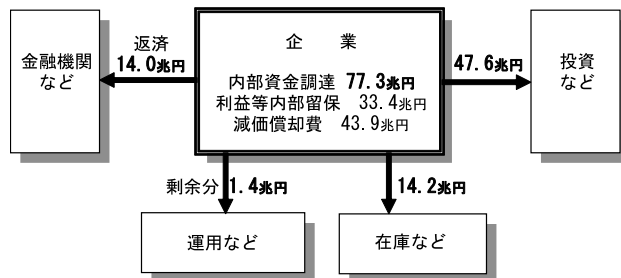 金融機関
など
返済
14.0兆円
企　業
内部資金調達 77.3兆円
利益等内部留保 33.4兆円
減価償却費 43.9兆円
47.6兆円
投資
など
剰余分 1.4兆円
14.2兆円
運用など
在庫など